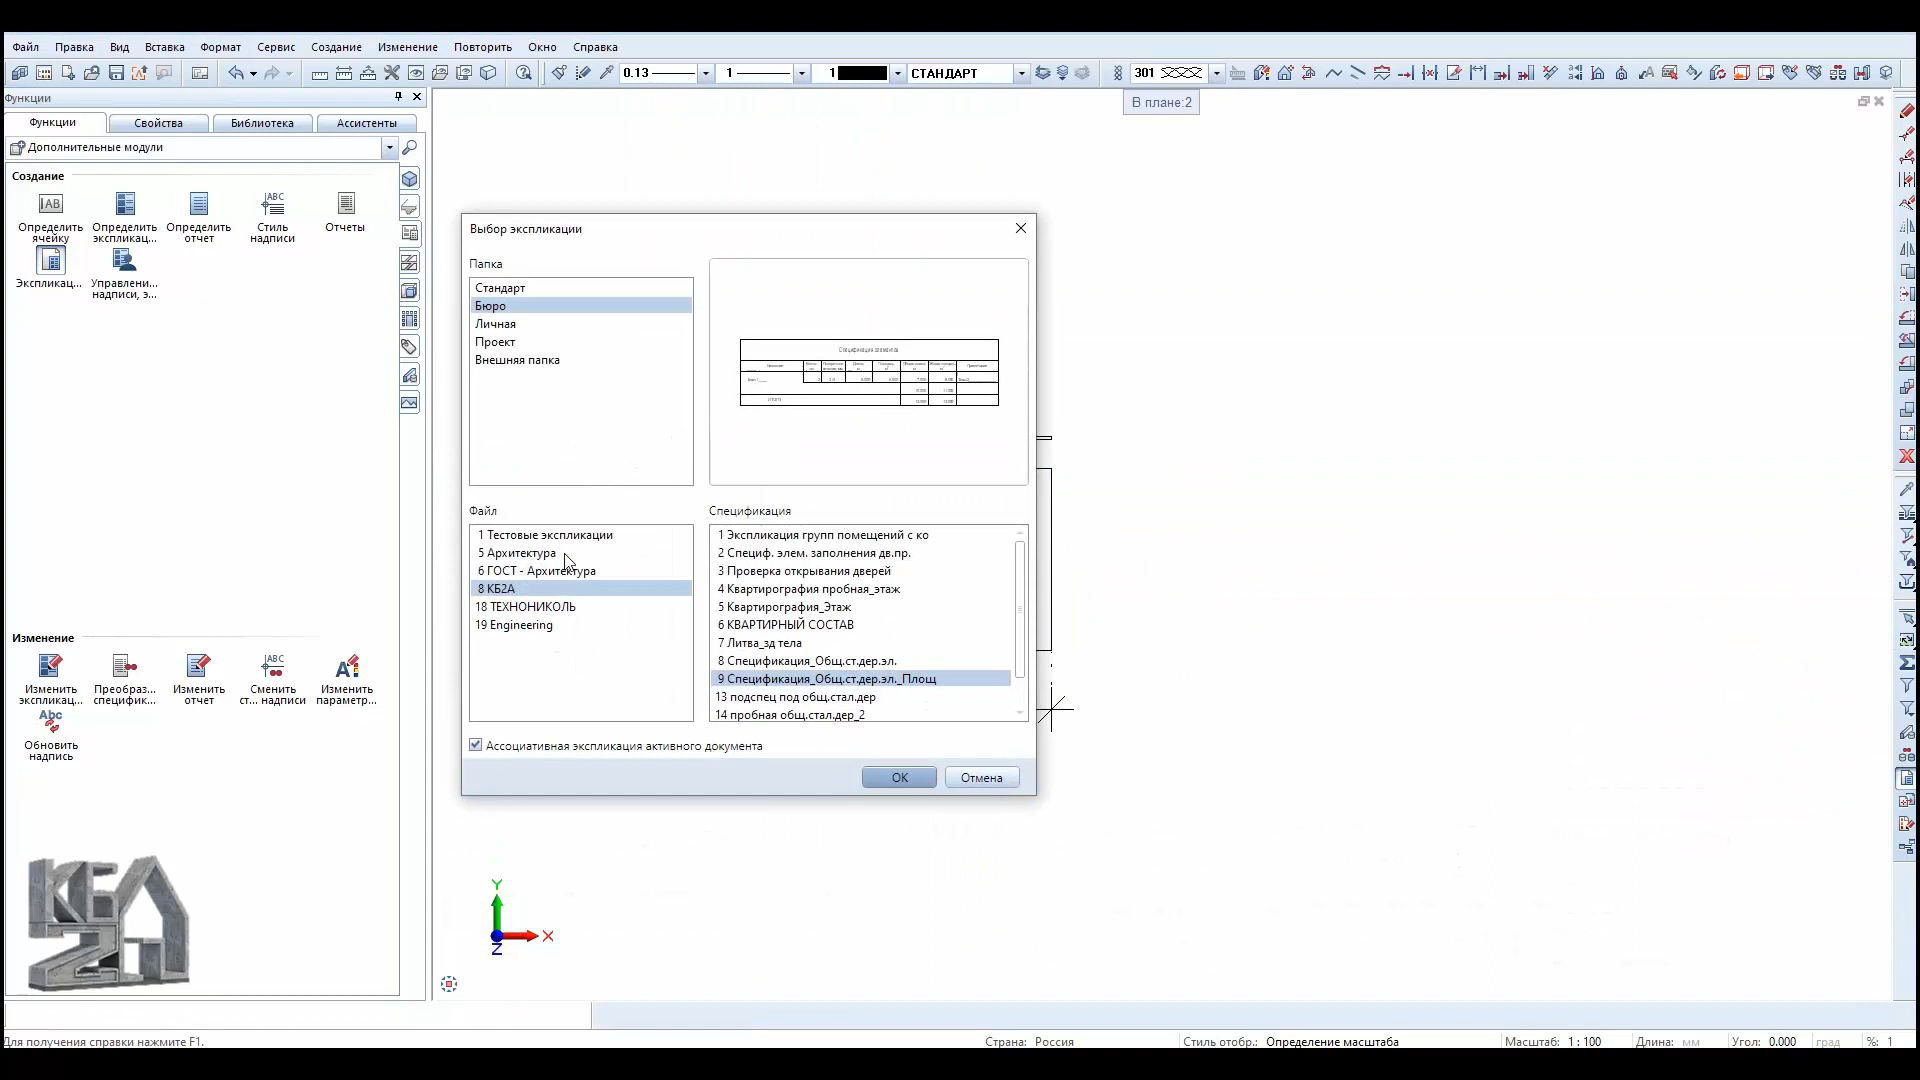 Файл Правка Вид Вставка Формат Сервис Создание Изменение Повторить Окно Справка
0.13 1 1 СТАНДАРТ 301
Функции
В плане:2
Функции Свойства Библиотека Ассистенты
Дополнительные модули
Создание
Определить ячейку
Определить экспликац...
Определить отчет
Стиль надписи
Отчеты
Экспликац...
Управлени... надписи, э...
Изменение
Изменить экспликац...
Преобраз... специфик...
Изменить отчет
Сменить ст... надписи
Изменить параметр...
Обновить надпись
КБ2А
Выбор экспликации
Папка
Стандарт
Бюро
Личная
Проект
Внешняя папка
Спецификация элементов
ИТОГО
Файл
1 Тестовые экспликации
5 Архитектура
6 ГОСТ - Архитектура
8 КБ2А
18 ТЕХНОНИКОЛЬ
19 Engineering
Спецификация
1 Экспликация групп помещений с ко
2 Специф. элем. заполнения дв.пр.
3 Проверка открывания дверей
4 Квартирография пробная_этаж
5 Квартирография_Этаж
6 КВАРТИРНЫЙ СОСТАВ
7 Литва_зд тела
8 Спецификация_Общ.ст.дер.эл.
9 Спецификация_Общ.ст.дер.эл._Площ
13 подспец под общ.стал.дер
14 пробная общ.стал.дер_2
Ассоциативная экспликация активного документа
ОК Отмена
Y
X
Z
Для получения справки нажмите F1.
Страна: Россия Стиль отобр.: Определение масштаба Масштаб: 1 : 100 Длина: мм Угол: 0.000 град %: 1